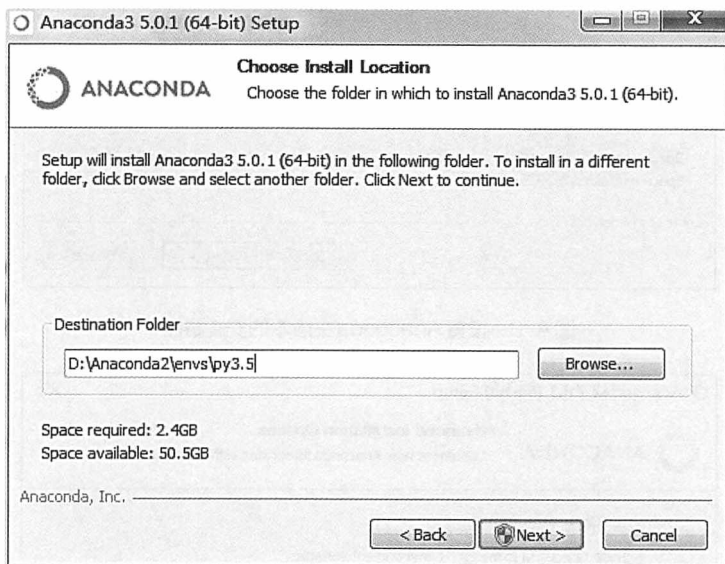 Anaconda3 5.0.1 (64-bit) Setup
Choose Install Location
ANACONDA
Choose the folder in which to install Anaconda3 5.0.1 (64-bit).
Setup will install Anaconda3 5.0.1 (64-bit) in the following folder. To install in a different
folder, click Browse and select another folder. Click Next to continue.
Destination Folder
D:\Anaconda2\envs\py3.5
Browse...
Space required: 2.4GB
Space available: 50.5GB
Anaconda, Inc.
< Back
Next >
Cancel